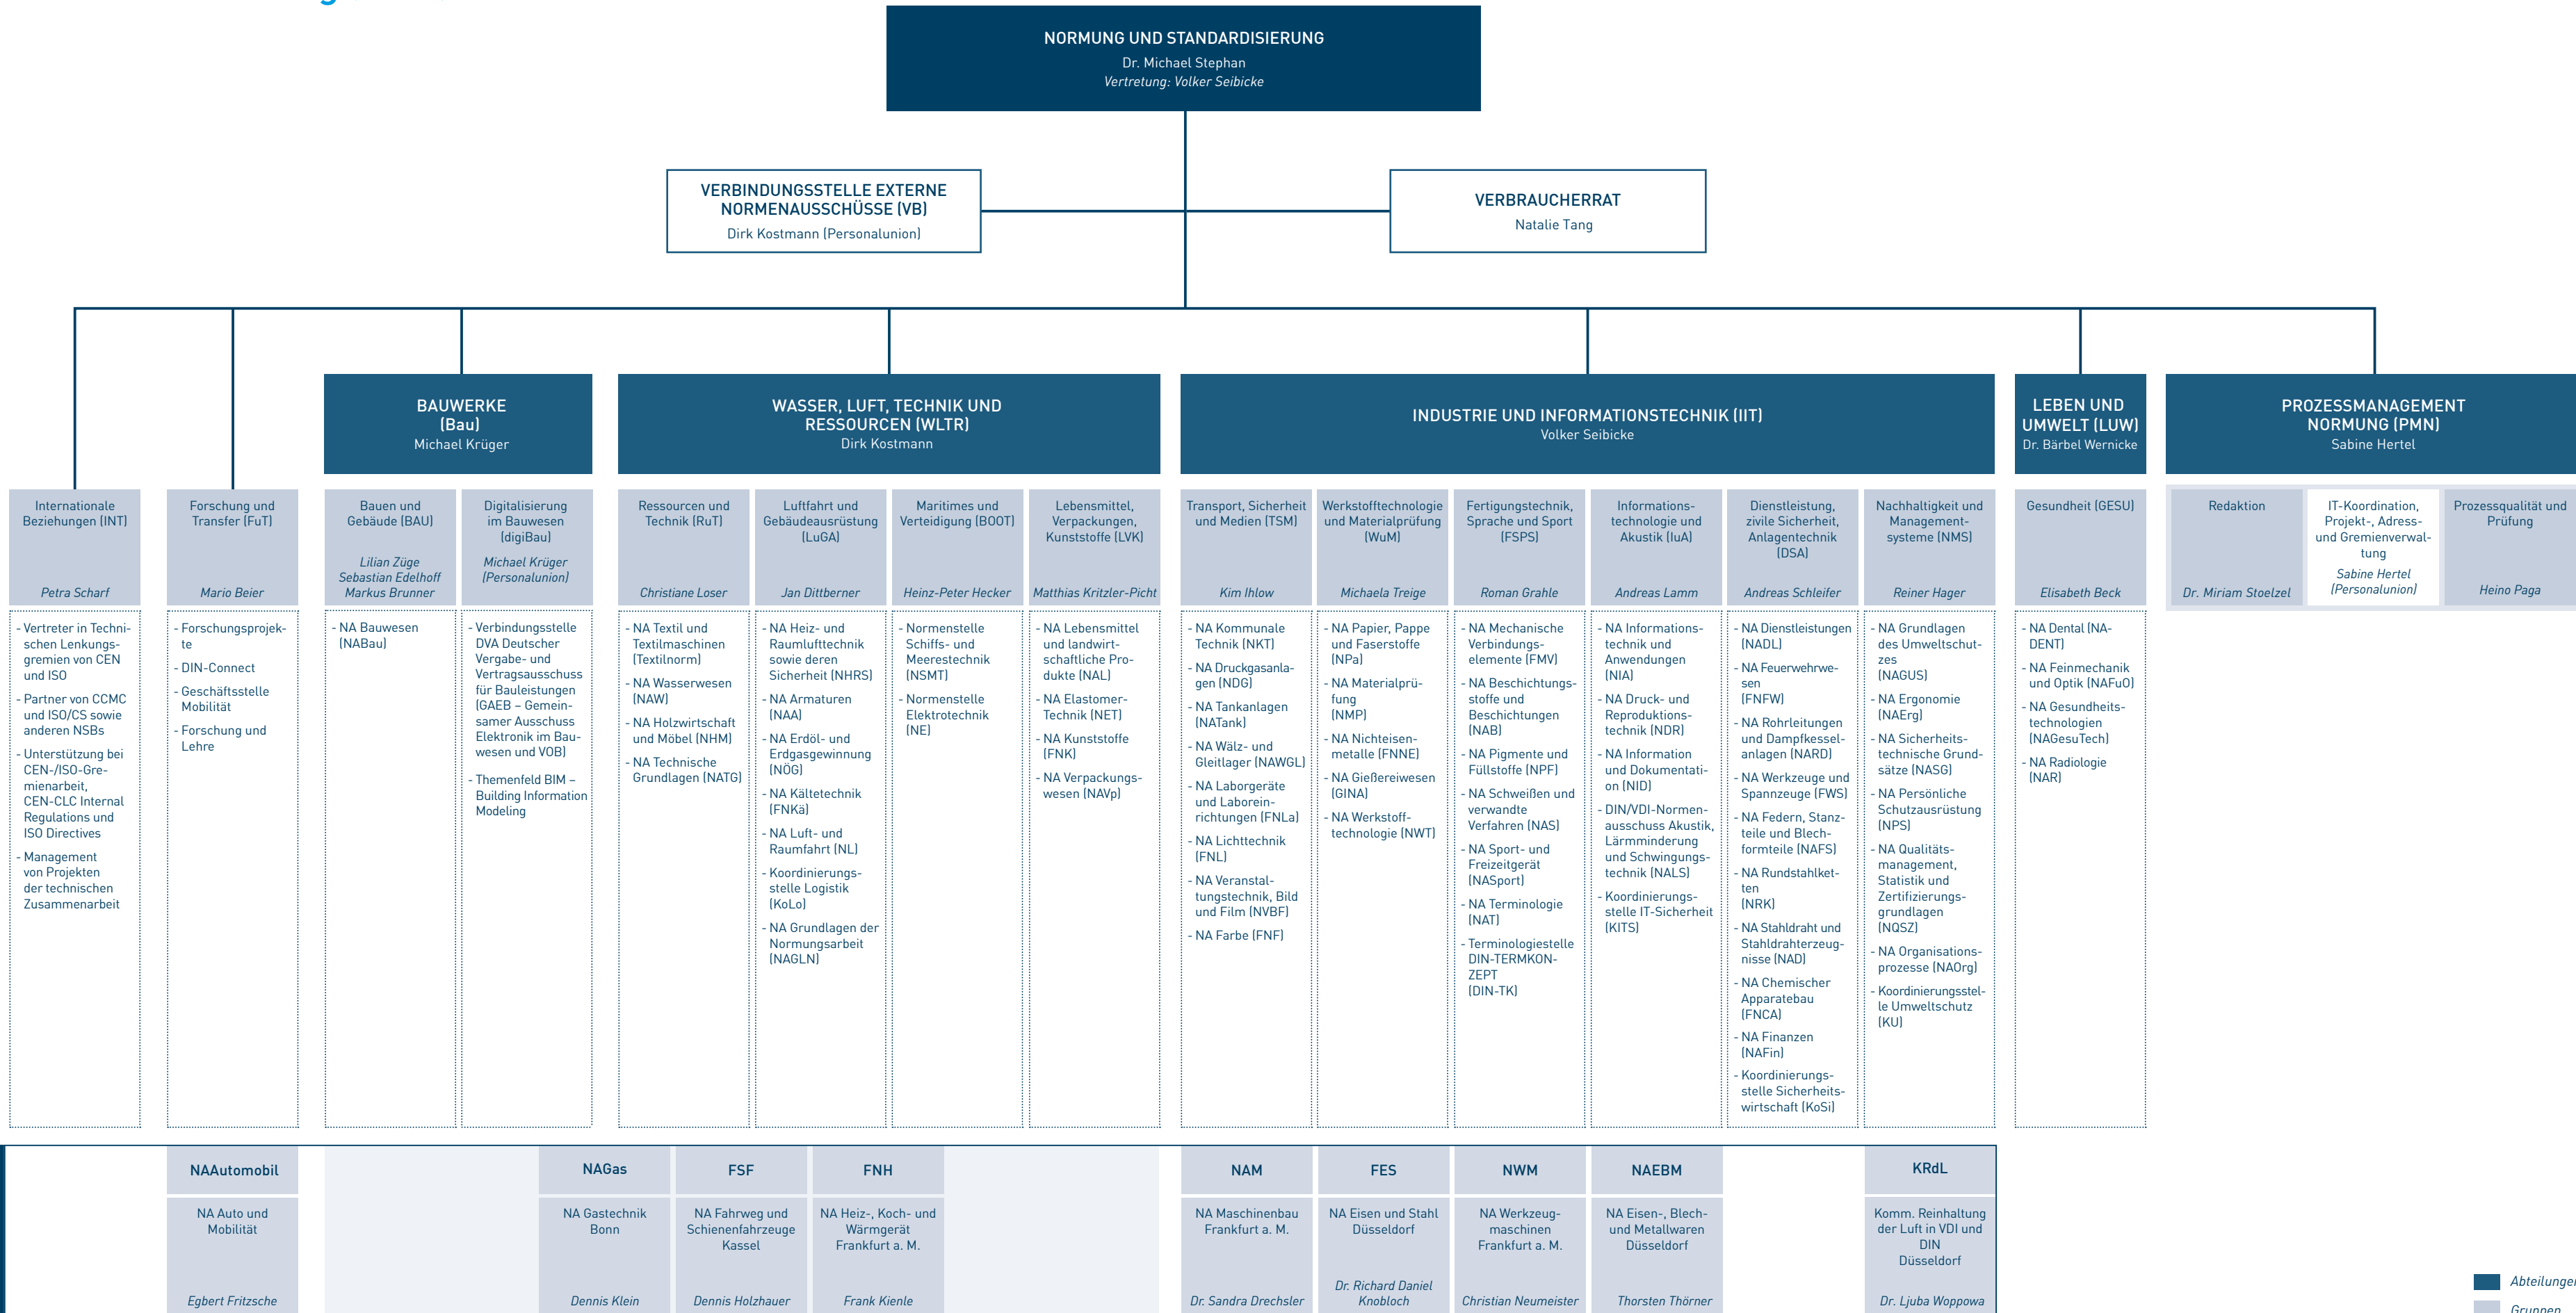 NORMUNG UND STANDARDISIERUNG
Dr. Michael Stephan
Vertretung: Volker Seibicke
VERBINDUNGSSTELLE EXTERNE
NORMENAUSSCHÜSSE (VB)
Dirk Kostmann (Personalunion)
VERBRAUCHERRAT
Natalie Tang
BAUWERKE
(Bau)
Michael Krüger
WASSER, LUFT, TECHNIK UND
RESSOURCEN (WLTR)
Dirk Kostmann
INDUSTRIE UND INFORMATIONSTECHNIK (IIT)
Volker Seibicke
LEBEN UND
UMWELT (LUW)
Dr. Bärbel Wernicke
PROZESSMANAGEMENT
NORMUNG (PMN)
Sabine Hertel
Internationale
Beziehungen (INT)
Petra Scharf
- Vertreter in Techni-
schen Lenkungs-
gremien von CEN
und ISO
- Partner von CCMC
und ISO/CS sowie
anderen NSBs
- Unterstützung bei
CEN-/ISO-Gre-
mienarbeit,
CEN-CLC Internal
Regulations und
ISO Directives
- Management
von Projekten
der technischen
Zusammenarbeit
Forschung und
Transfer (FuT)
Mario Beier
- Forschungsprojek-
te
- DIN-Connect
- Geschäftsstelle
Mobilität
- Forschung und
Lehre
Bauen und
Gebäude (BAU)
Lilian Züge
Sebastian Edelhoff
Markus Brunner
- NA Bauwesen
(NABau)
Digitalisierung
im Bauwesen
(digiBau)
Michael Krüger
(Personalunion)
- Verbindungsstelle
DVA Deutscher
Vergabe- und
Vertragsausschuss
für Bauleistungen
(GAEB – Gemein-
samer Ausschuss
Elektronik im Bau-
wesen und VOB)
- Themenfeld BIM –
Building Information
Modeling
Ressourcen und
Technik (RuT)
Christiane Loser
- NA Textil und
Textilmaschinen
(Textilnorm)
- NA Wasserwesen
(NAW)
- NA Holzwirtschaft
und Möbel (NHM)
- NA Technische
Grundlagen (NATG)
Luftfahrt und
Gebäudeausrüstung
(LuGA)
Jan Dittberner
- NA Heiz- und
Raumlufttechnik
sowie deren
Sicherheit (NHRS)
- NA Armaturen
(NAA)
- NA Erdöl- und
Erdgasgewinnung
(NÖG)
- NA Kältetechnik
(FNKä)
- NA Luft- und
Raumfahrt (NL)
- Koordinierungs-
stelle Logistik
(KoLo)
- NA Grundlagen der
Normungsarbeit
(NAGLN)
Maritimes und
Verteidigung (BOOT)
Heinz-Peter Hecker
- Normenstelle
Schiffs- und
Meerestechnik
(NSMT)
- Normenstelle
Elektrotechnik
(NE)
Lebensmittel,
Verpackungen,
Kunststoffe (LVK)
Matthias Kritzler-Picht
- NA Lebensmittel
und landwirt-
schaftliche Pro-
dukte (NAL)
- NA Elastomer-
Technik (NET)
- NA Kunststoffe
(FNK)
- NA Verpackungs-
wesen (NAVp)
Transport, Sicherheit
und Medien (TSM)
Kim Ihlow
- NA Kommunale
Technik (NKT)
- NA Druckgasanla-
gen (NDG)
- NA Tankanlagen
(NATank)
- NA Wälz- und
Gleitlager (NAWGL)
- NA Laborgeräte
und Laborein-
richtungen (FNLa)
- NA Lichttechnik
(FNL)
- NA Veranstal-
tungstechnik, Bild
und Film (NVBF)
- NA Farbe (FNF)
Werkstofftechnologie
und Materialprüfung
(WuM)
Michaela Treige
- NA Papier, Pappe
und Faserstoffe
(NPa)
- NA Materialprü-
fung
(NMP)
- NA Nichteisen-
metalle (FNNE)
- NA Gießereiwesen
(GINA)
- NA Werkstoff-
technologie (NWT)
Fertigungstechnik,
Sprache und Sport
(FSPS)
Roman Grahle
- NA Mechanische
Verbindungs-
elemente (FMV)
- NA Beschichtungs-
stoffe und
Beschichtungen
(NAB)
- NA Pigmente und
Füllstoffe (NPF)
- NA Schweißen und
verwandte
Verfahren (NAS)
- NA Sport- und
Freizeitgerät
(NASport)
- NA Terminologie
(NAT)
- Terminologiestelle
DIN-TERMKON-
ZEPT
(DIN-TK)
Informations-
technologie und
Akustik (IuA)
Andreas Lamm
- NA Informations-
technik und
Anwendungen
(NIA)
- NA Druck- und
Reproduktions-
technik (NDR)
- NA Information
und Dokumentati-
on (NID)
- DIN/VDI-Normen-
ausschuss Akustik,
Lärmminderung
und Schwingungs-
technik (NALS)
- Koordinierungs-
stelle IT-Sicherheit
(KITS)
Dienstleistung,
zivile Sicherheit,
Anlagentechnik
(DSA)
Andreas Schleifer
- NA Dienstleistungen
(NADL)
- NA Feuerwehrwe-
sen
(FNFW)
- NA Rohrleitungen
und Dampfkessel-
anlagen (NARD)
- NA Werkzeuge und
Spannzeuge (FWS)
- NA Federn, Stanz-
teile und Blech-
formteile (NAFS)
- NA Rundstahlket-
ten
(NRK)
- NA Stahldraht und
Stahldrahterzeug-
nisse (NAD)
- NA Chemischer
Apparatebau
(FNCA)
- NA Finanzen
(NAFin)
- Koordinierungs-
stelle Sicherheits-
wirtschaft (KoSi)
Nachhaltigkeit und
Management-
systeme (NMS)
Reiner Hager
- NA Grundlagen
des Umweltschut-
zes
(NAGUS)
- NA Ergonomie
(NAErg)
- NA Sicherheits-
technische Grund-
sätze (NASG)
- NA Persönliche
Schutzausrüstung
(NPS)
- NA Qualitäts-
management,
Statistik und
Zertifizierungs-
grundlagen
(NQSZ)
- NA Organisations-
prozesse (NAOrg)
- Koordinierungsstel-
le Umweltschutz
(KU)
Gesundheit (GESU)
Elisabeth Beck
- NA Dental (NA-
DENT)
- NA Feinmechanik
und Optik (NAFuO)
- NA Gesundheits-
technologien
(NAGesuTech)
- NA Radiologie
(NAR)
Redaktion
Dr. Miriam Stoelzel
IT-Koordination,
Projekt-, Adress-
und Gremienverwal-
tung
Sabine Hertel
(Personalunion)
Prozessqualität und
Prüfung
Heino Paga
NAAutomobil
NA Auto und
Mobilität
Egbert Fritzsche
NAGas
NA Gastechnik
Bonn
Dennis Klein
FSF
NA Fahrweg und
Schienenfahrzeuge
Kassel
Dennis Holzhauer
FNH
NA Heiz-, Koch- und
Wärmgerät
Frankfurt a. M.
Frank Kienle
NAM
NA Maschinenbau
Frankfurt a. M.
Dr. Sandra Drechsler
FES
NA Eisen und Stahl
Düsseldorf
Dr. Richard Daniel
Knobloch
NWM
NA Werkzeug-
maschinen
Frankfurt a. M.
Christian Neumeister
NAEBM
NA Eisen-, Blech-
und Metallwaren
Düsseldorf
Thorsten Thörner
KRdL
Komm. Reinhaltung
der Luft in VDI und
DIN
Düsseldorf
Dr. Ljuba Woppowa
Abteilungen
Gruppen